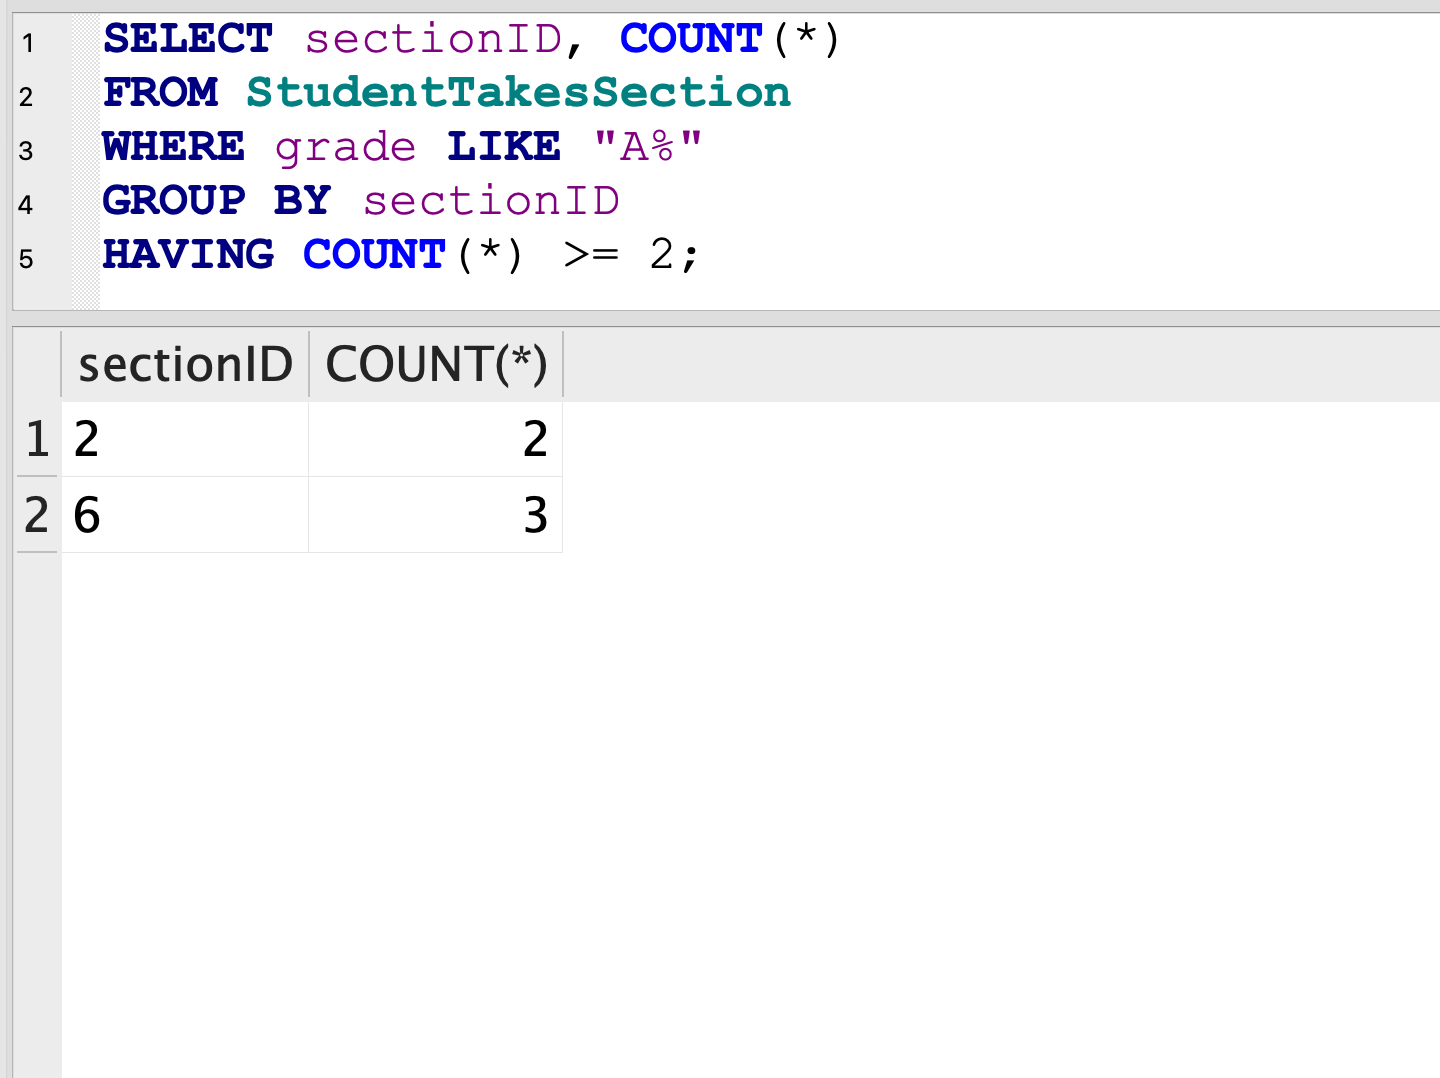 1 SELECT sectionID, COUNT(*)
2 FROM StudentTakesSection
3 WHERE grade LIKE "A%"
4 GROUP BY sectionID
5 HAVING COUNT(*) >= 2;
sectionID COUNT(*)
1 2 2
2 6 3